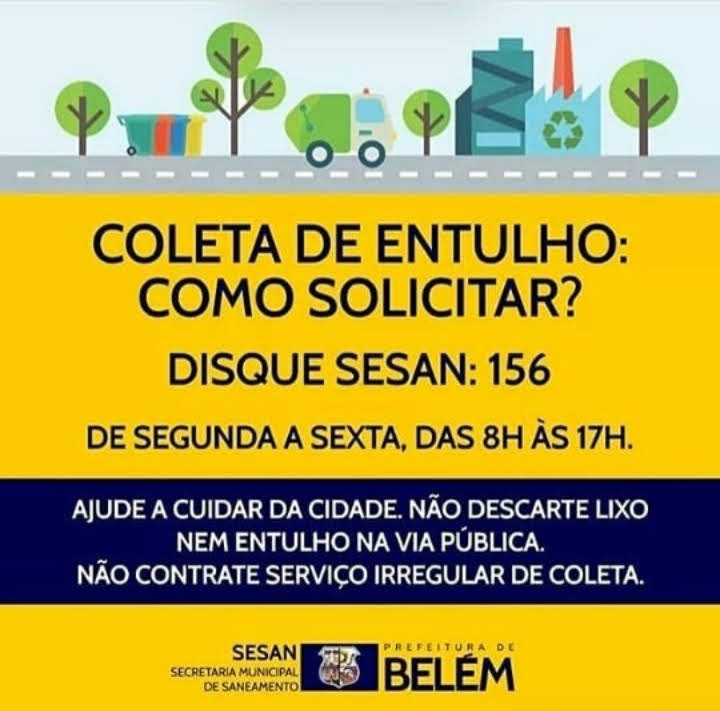 COLETA DE ENTULHO:
COMO SOLICITAR?
DISQUE SESAN: 156
DE SEGUNDA A SEXTA, DAS 8H ÀS 17H.
AJUDE A CUIDAR DA CIDADE. NÃO DESCARTE LIXO
NEM ENTULHO NA VIA PÚBLICA.
NÃO CONTRATE SERVIÇO IRREGULAR DE COLETA.
SESAN
SECRETARIA MUNICIPAL
DE SANEAMENTO
PREFEITURA DE
BELÉM